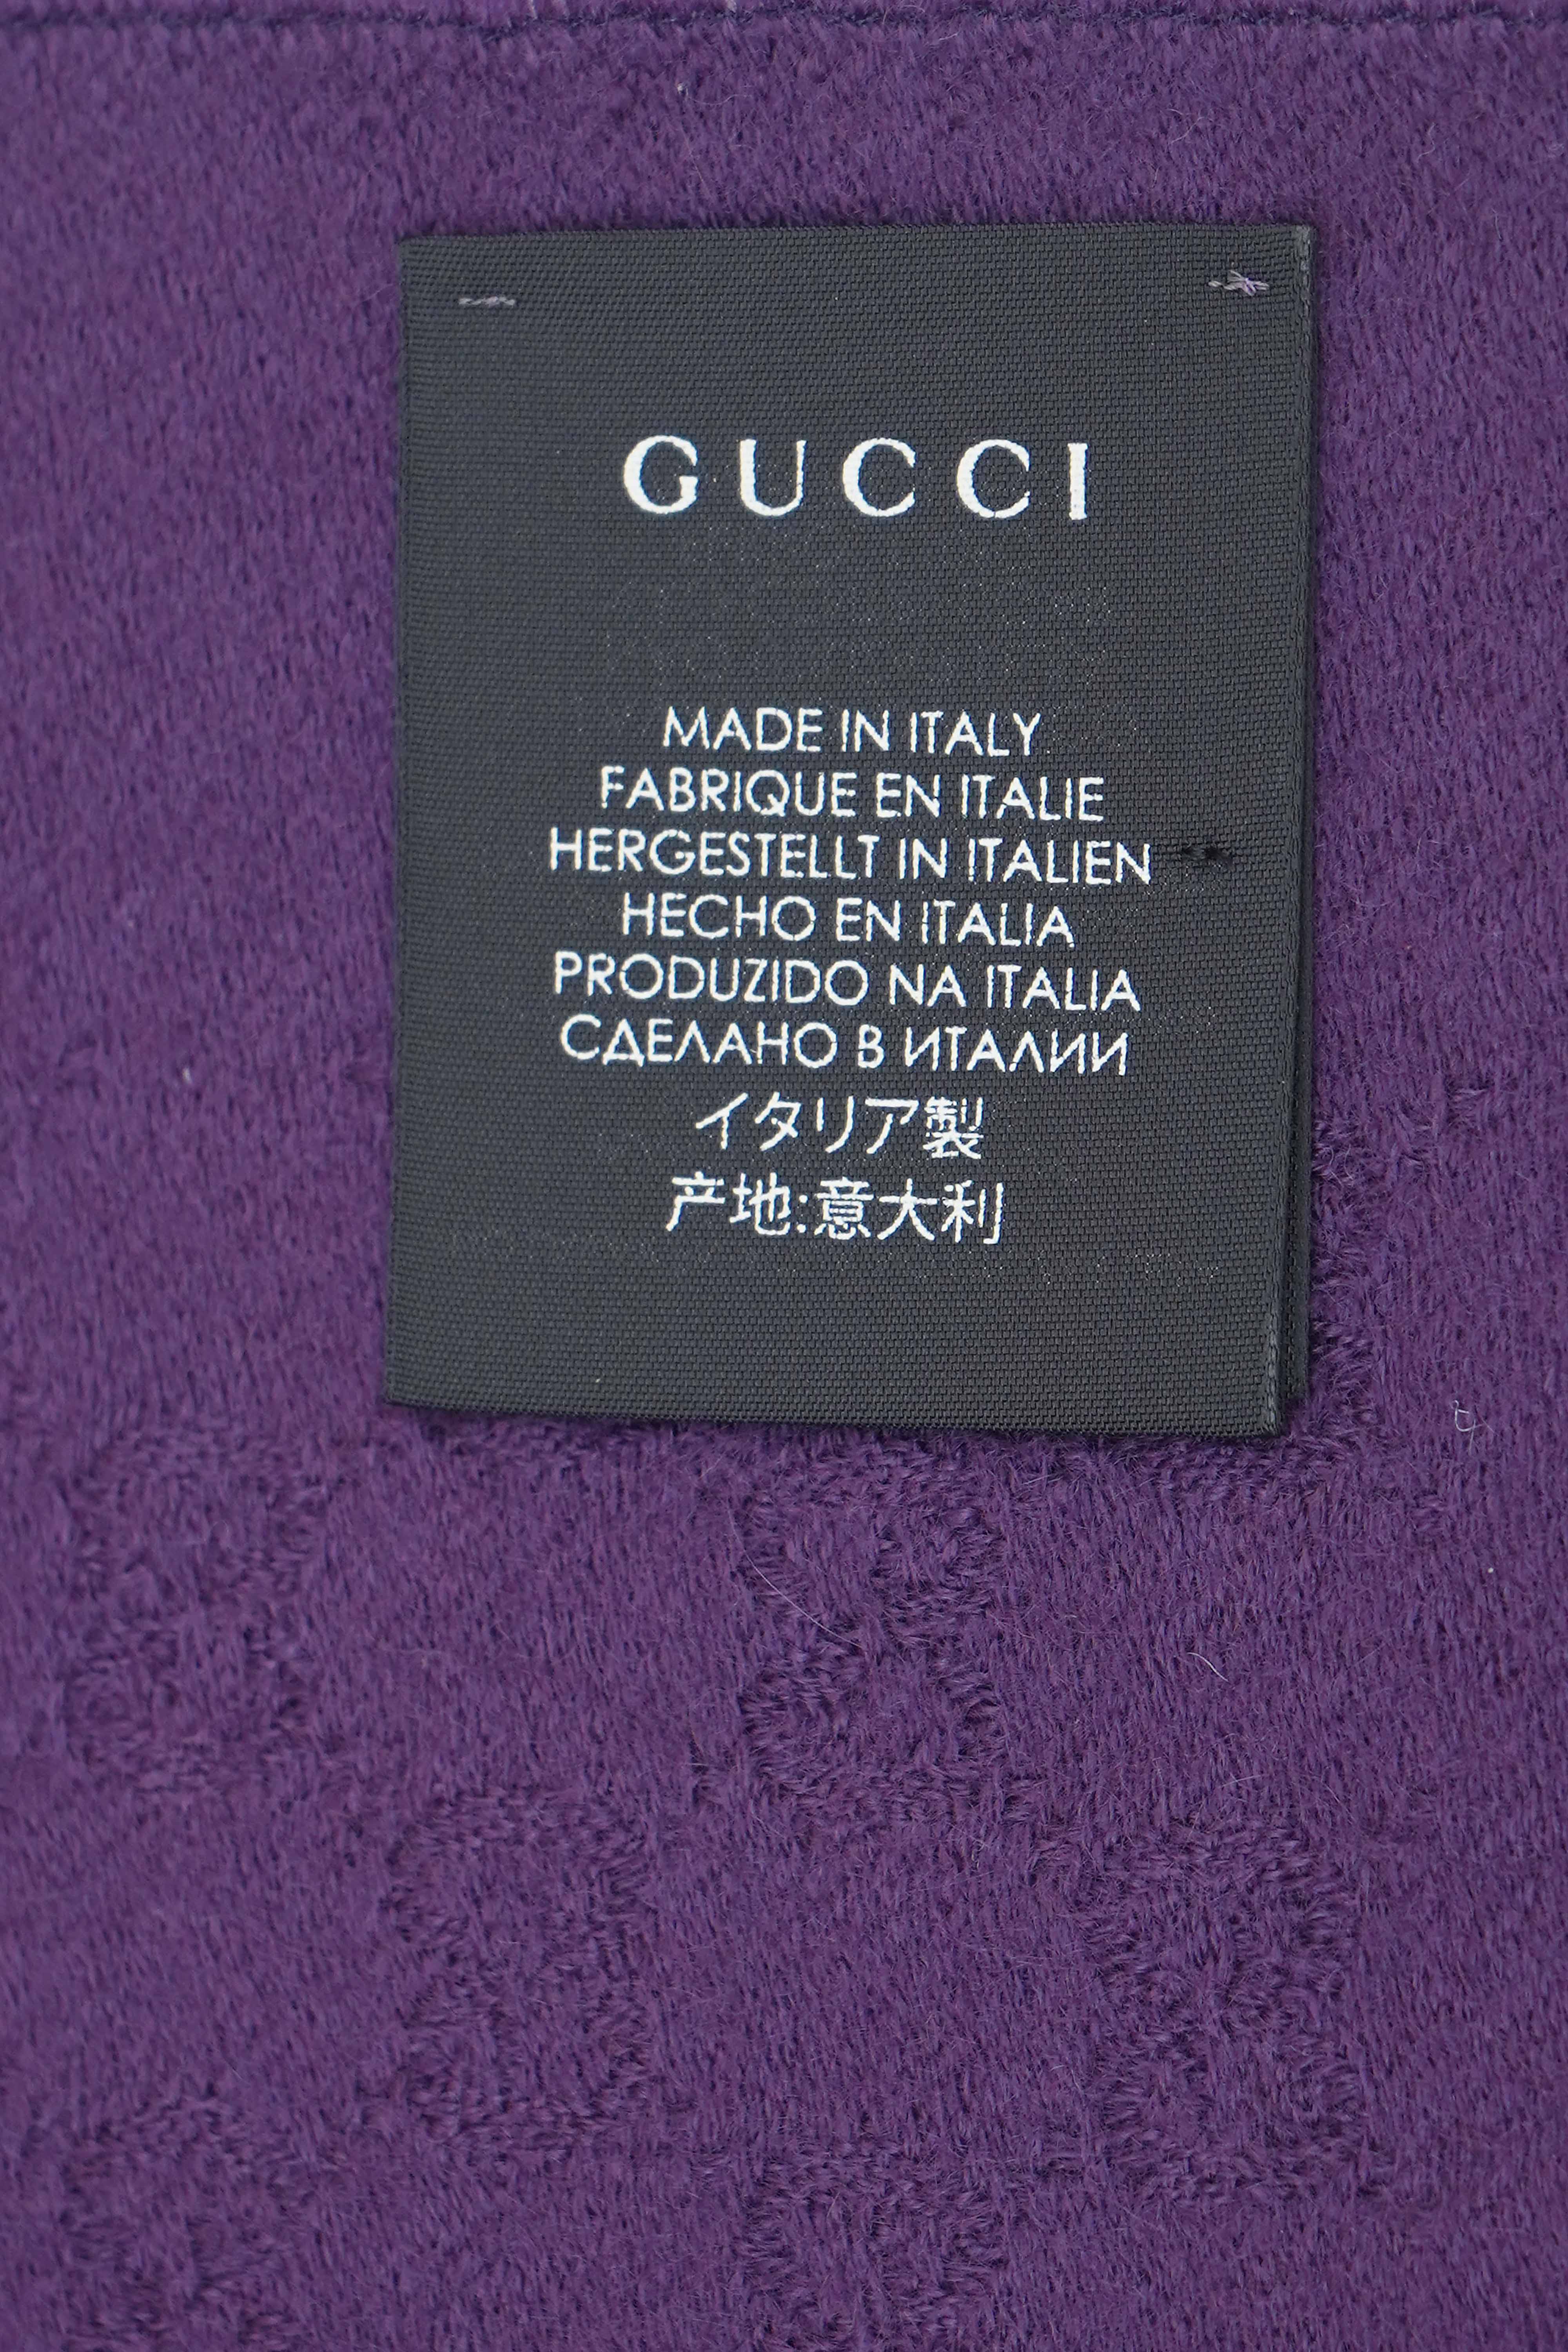 GUCCI
MADE IN ITALY
FABRIQUE EN ITALIE
HERGESTELLT IN ITALIEN
HECHO EN ITALIA
PRODUZIDO NA ITALIA
СДЕЛАНО В ИТАЛИИ
イタリア製
产地:意大利